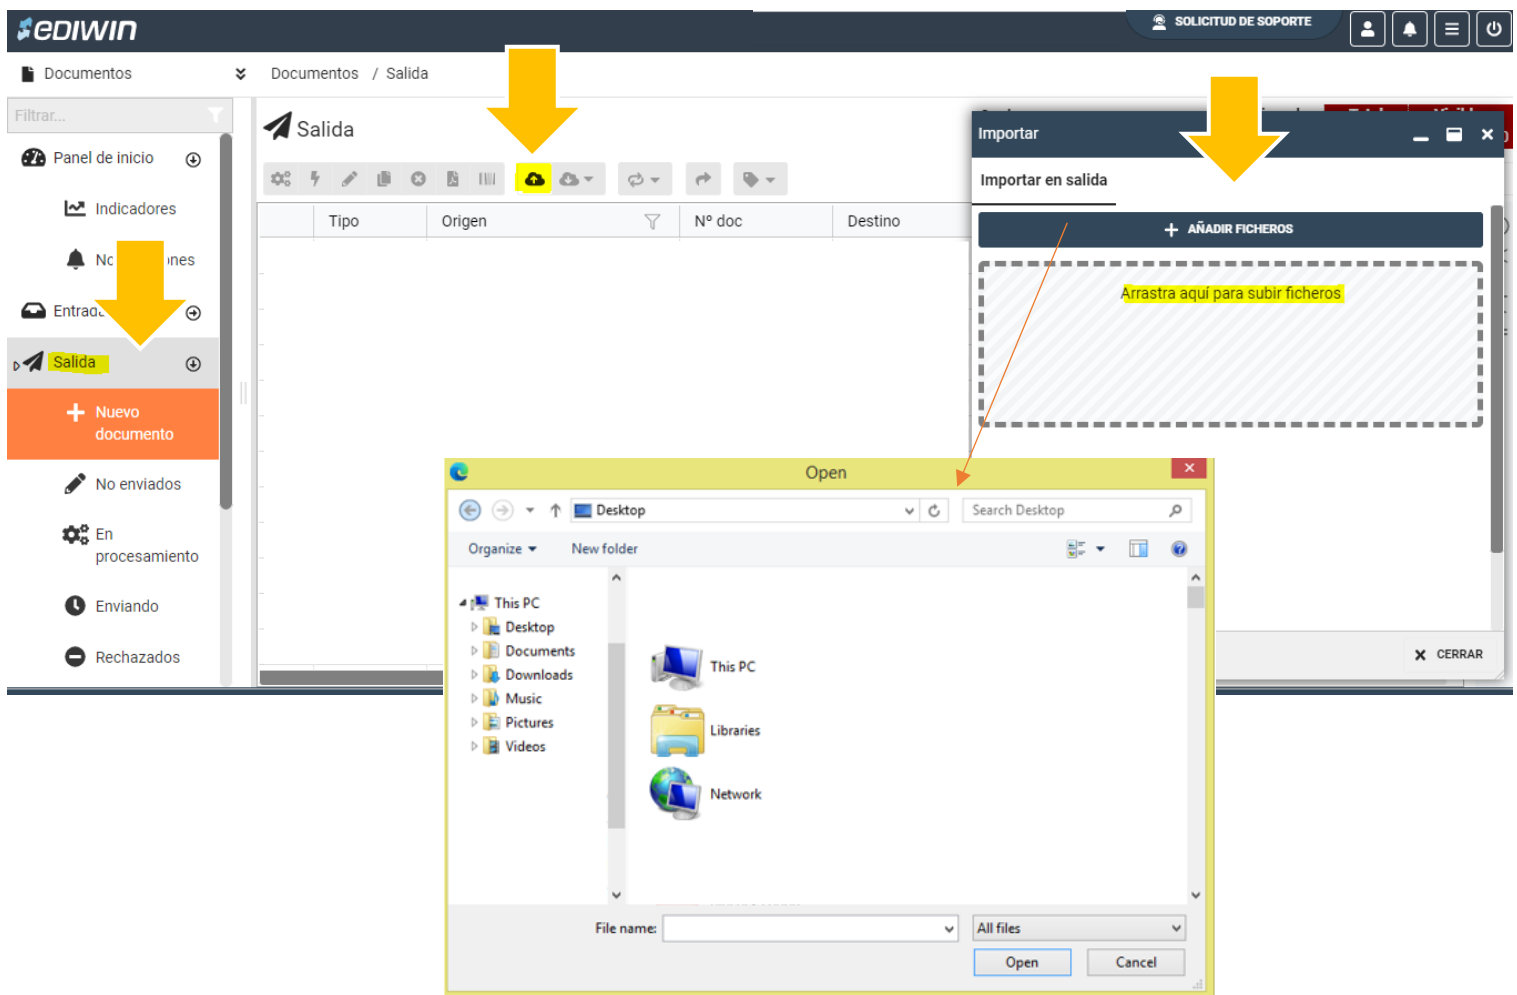 eDIWIN
SOLICITUD DE SOPORTE
Documentos
Documentos / Salida
Filtrar...
Panel de inicio
Indicadores
Salida
Salida
Nuevo
documento
No enviados
En
procesamiento
Enviando
Rechazados
Salida
Tipo
Origen
Nº doc
Destino
Importar
Importar en salida
AÑADIR FICHEROS
Arrastra aquí para subir ficheros
CERRAR
Open
Desktop
Search Desktop
Organize
New folder
This PC
Desktop
Documents
Downloads
Music
Pictures
Videos
This PC
Libraries
Network
File name:
All files
Open
Cancel